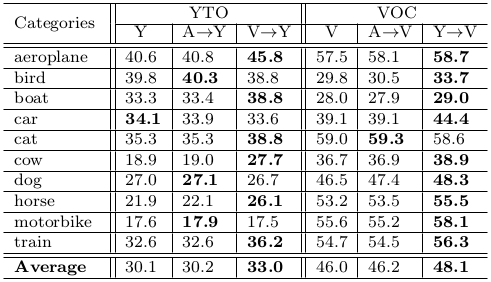 Categories YTO VOC
Y A→Y V→Y V A→V Y→V
aeroplane 40.6 40.8 45.8 57.5 58.1 58.7
bird 39.8 40.3 38.8 29.8 30.5 33.7
boat 33.3 33.4 38.8 28.0 27.9 29.0
car 34.1 33.9 33.6 39.1 39.1 44.4
cat 35.3 35.3 38.8 59.0 59.3 58.6
cow 18.9 19.0 27.7 36.7 36.9 38.9
dog 27.0 27.1 26.7 46.5 47.4 48.3
horse 21.9 22.1 26.1 53.2 53.5 55.5
motorbike 17.6 17.9 17.5 55.6 55.2 58.1
train 32.6 32.6 36.2 54.7 54.5 56.3
Average 30.1 30.2 33.0 46.0 46.2 48.1